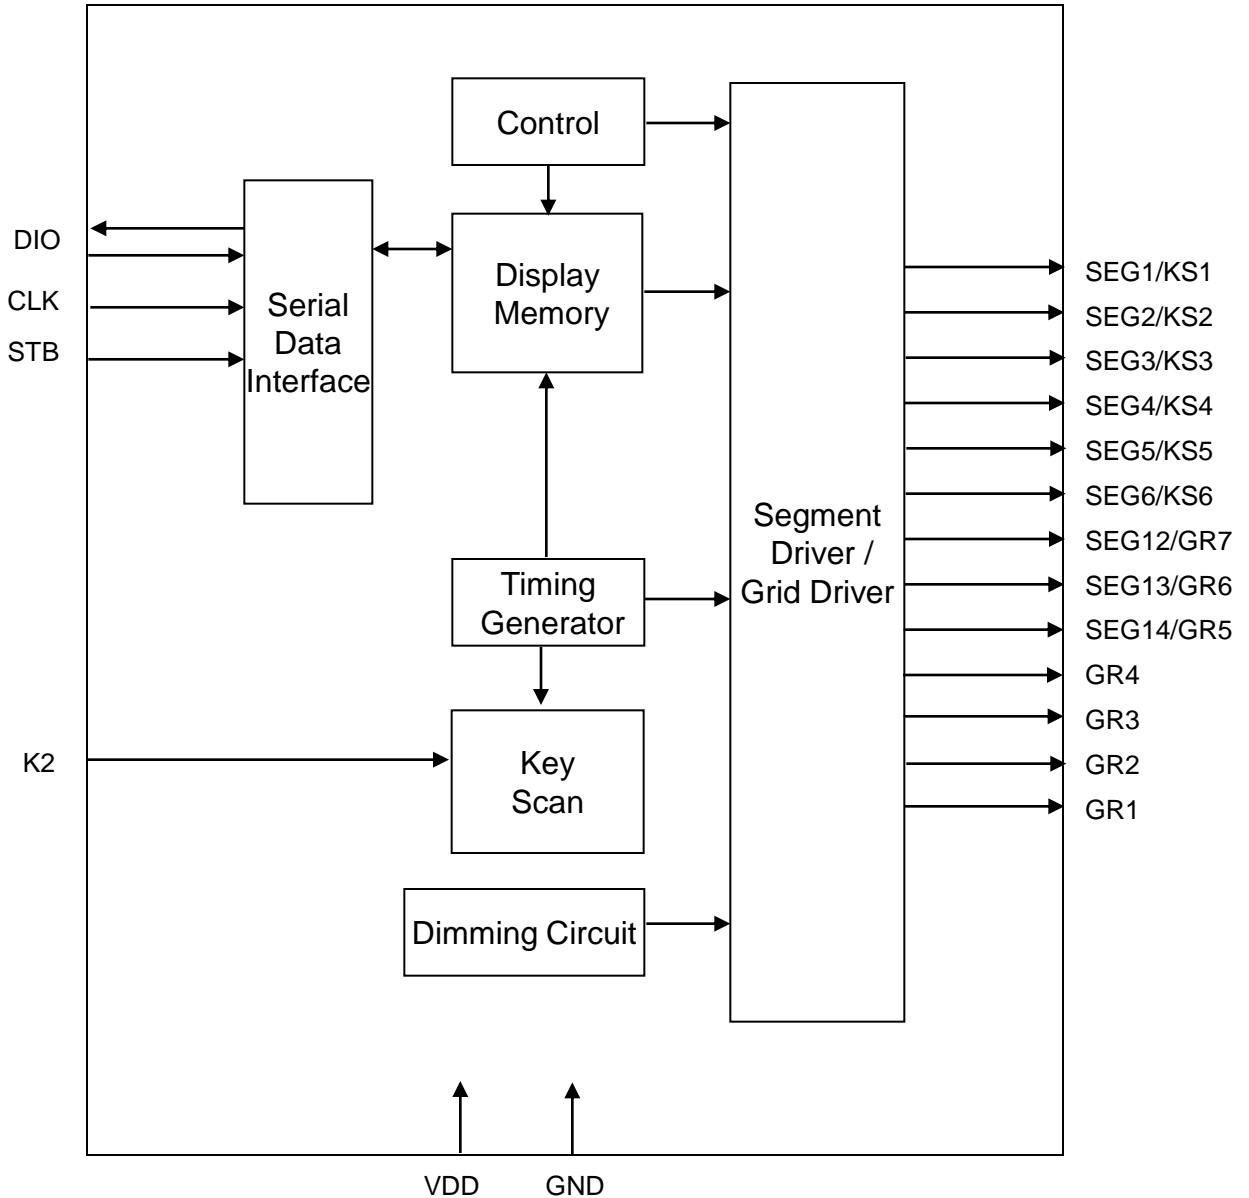 DIO
CLK
STB
K2
Serial
Data
Interface
Control
Display
Memory
Timing
Generator
Key
Scan
Dimming Circuit
Segment
Driver /
Grid Driver
SEG1/KS1
SEG2/KS2
SEG3/KS3
SEG4/KS4
SEG5/KS5
SEG6/KS6
SEG12/GR7
SEG13/GR6
SEG14/GR5
GR4
GR3
GR2
GR1
VDD
GND